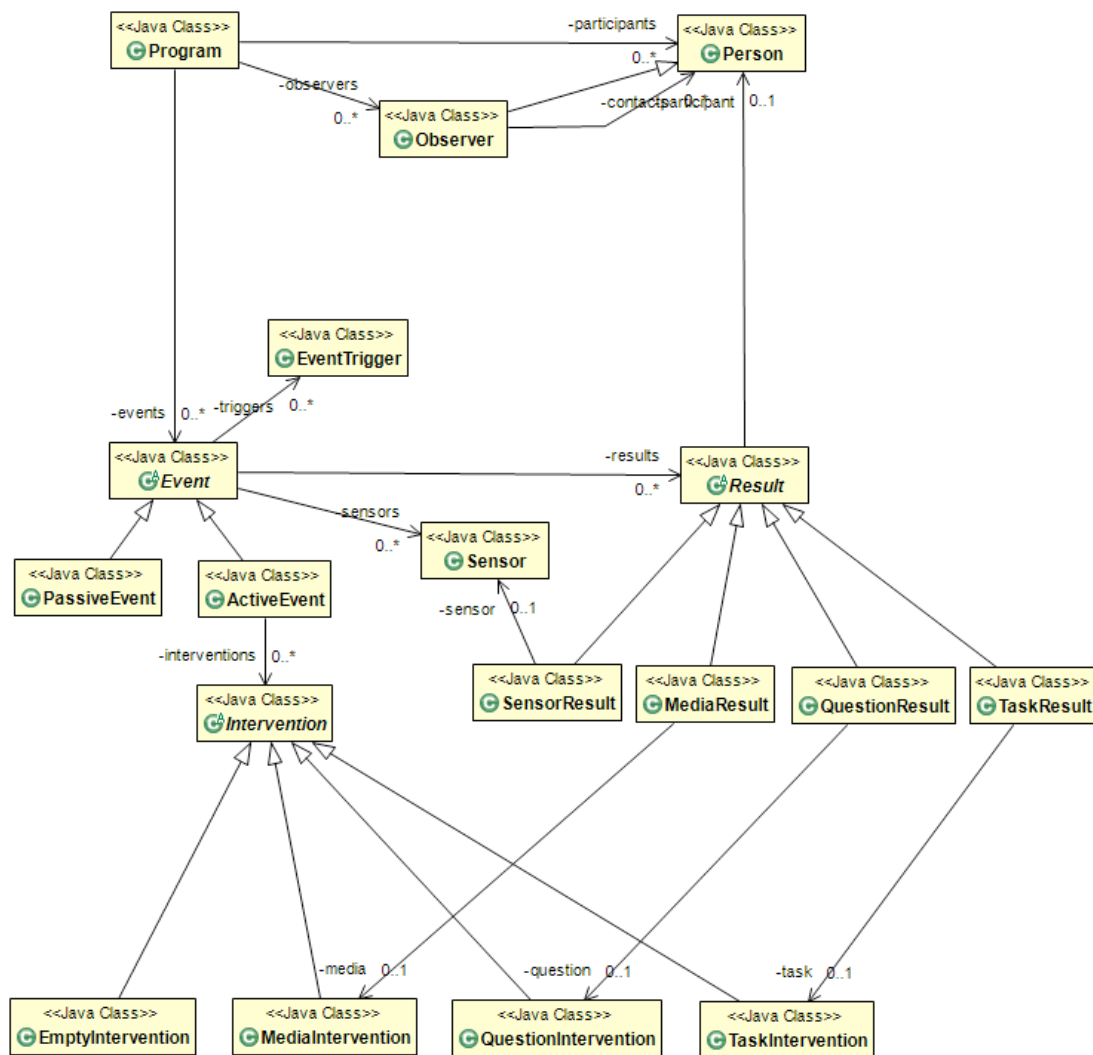 <<Java Class>>
Program
-participants
0..*
<<Java Class>>
Person
-observers
0..*
<<Java Class>>
Observer
-contacts
0..*
-participant
0..1
<<Java Class>>
EventTrigger
-events
0..*
-triggers
0..*
<<Java Class>>
Event
-results
0..*
<<Java Class>>
Result
-sensors
0..*
<<Java Class>>
Sensor
<<Java Class>>
PassiveEvent
<<Java Class>>
ActiveEvent
-sensor
0..1
-interventions
0..*
<<Java Class>>
Intervention
<<Java Class>>
SensorResult
<<Java Class>>
MediaResult
<<Java Class>>
QuestionResult
<<Java Class>>
TaskResult
-media
0..1
-question
0..1
-task
0..1
<<Java Class>>
EmptyIntervention
<<Java Class>>
MediaIntervention
<<Java Class>>
QuestionIntervention
<<Java Class>>
TaskIntervention